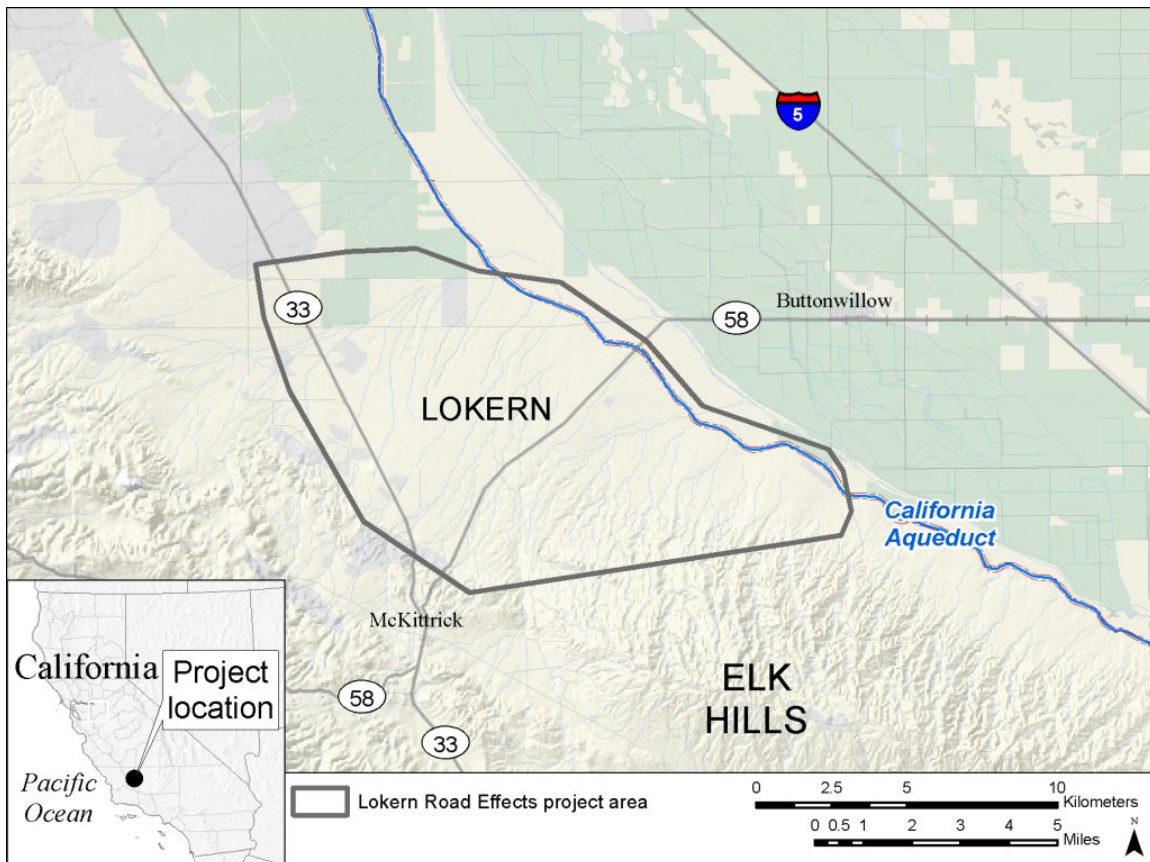 5
33
58
Buttonwillow
LOKERN
California
Aqueduct
McKittrick
ELK
HILLS
58
33
California
Project
location
Pacific
Ocean
Lokern Road Effects project area
0 2.5 5 10
Kilometers
0 0.5 1 2 3 4 5
Miles
N